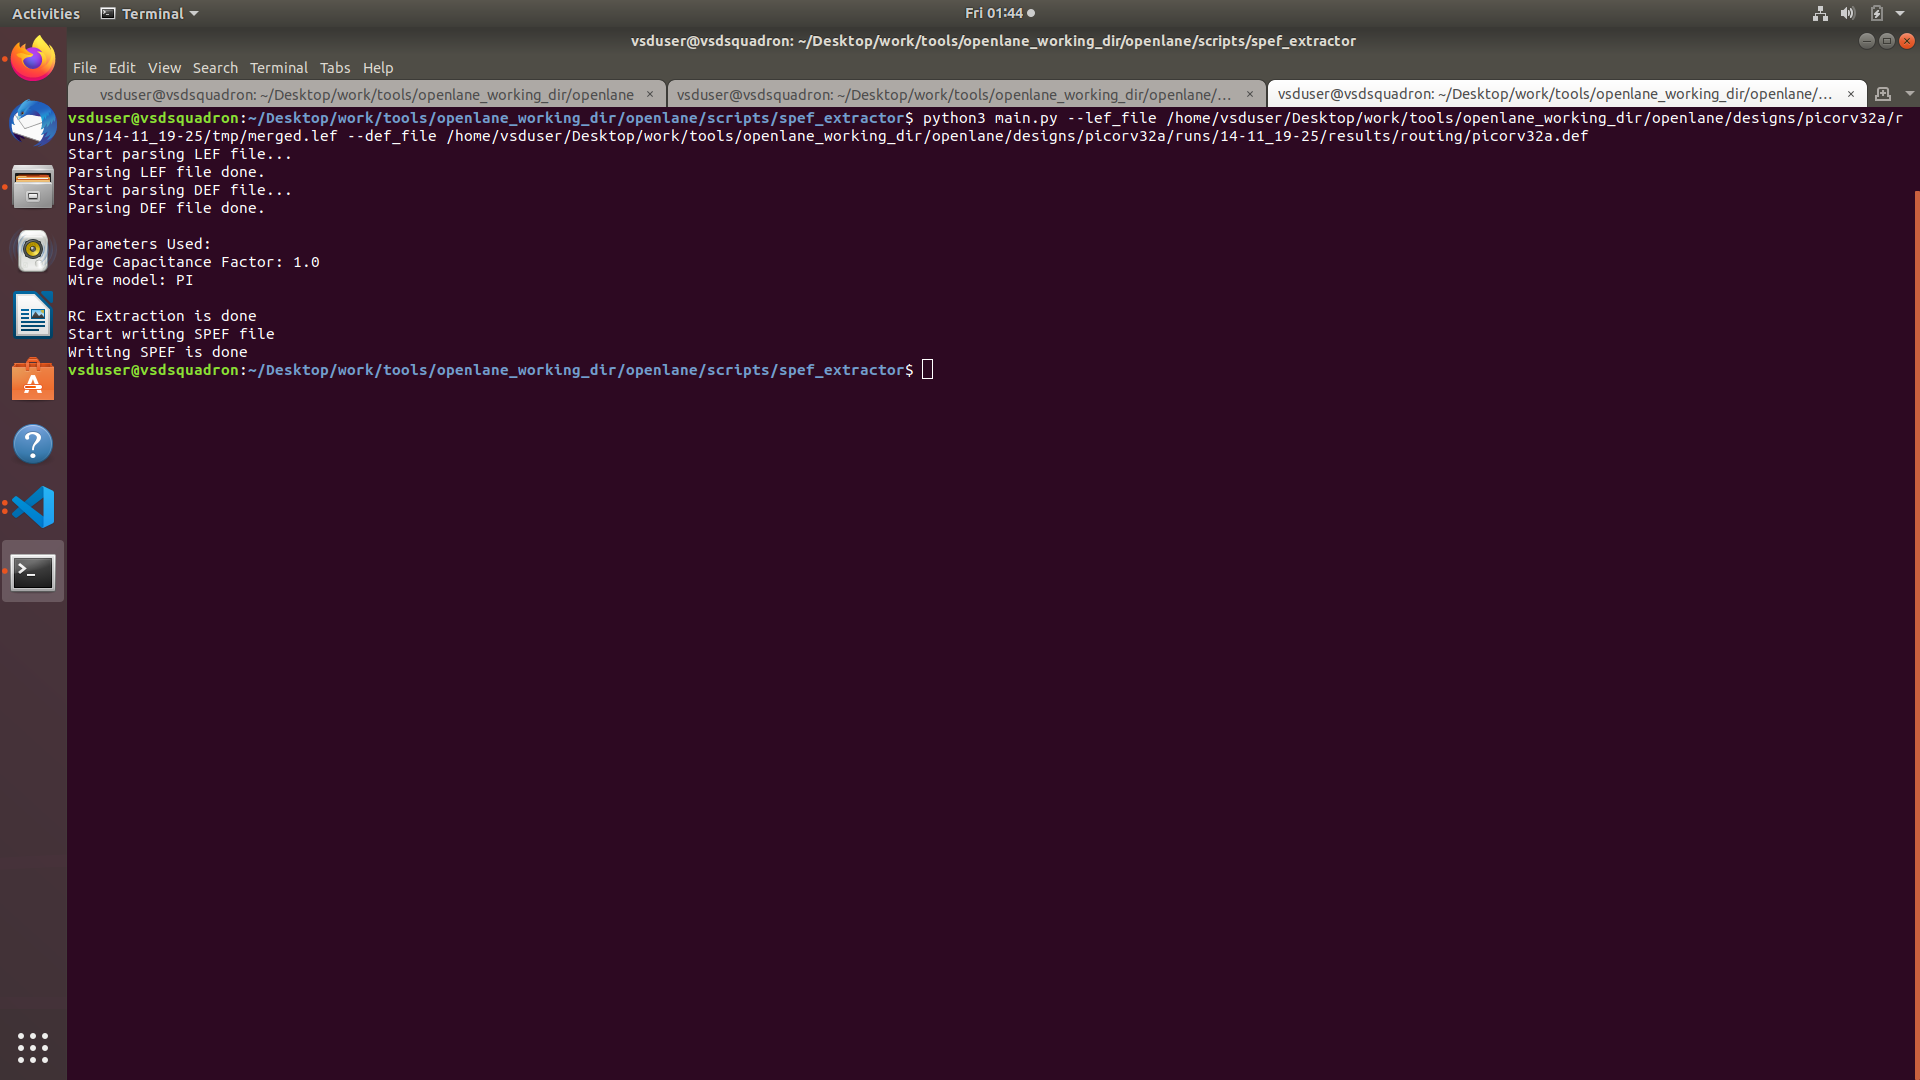 Activities Terminal Fri 01:44
vsduser@vsdsquadron: ~/Desktop/work/tools/openlane_working_dir/openlane/scripts/spef_extractor
File Edit View Search Terminal Tabs Help
vsduser@vsdsquadron: ~/Desktop/work/tools/openlane_working_dir/openlane × vsduser@vsdsquadron: ~/Desktop/work/tools/openlane_working_dir/openlane/... × vsduser@vsdsquadron: ~/Desktop/work/tools/openlane_working_dir/openlane/... ×
vsduser@vsdsquadron:~/Desktop/work/tools/openlane_working_dir/openlane/scripts/spef_extractor$ python3 main.py --lef_file /home/vsduser/Desktop/work/tools/openlane_working_dir/openlane/designs/picorv32a/r
uns/14-11_19-25/tmp/merged.lef --def_file /home/vsduser/Desktop/work/tools/openlane_working_dir/openlane/designs/picorv32a/runs/14-11_19-25/results/routing/picorv32a.def
Start parsing LEF file...
Parsing LEF file done.
Start parsing DEF file...
Parsing DEF file done.
Parameters Used:
Edge Capacitance Factor: 1.0
Wire model: PI
RC Extraction is done
Start writing SPEF file
Writing SPEF is done
vsduser@vsdsquadron:~/Desktop/work/tools/openlane_working_dir/openlane/scripts/spef_extractor$